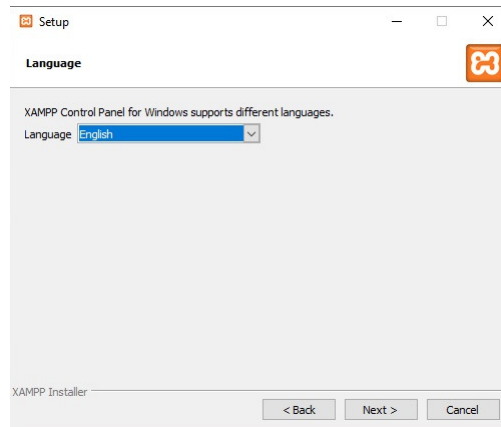 Setup
Language
XAMPP Control Panel for Windows supports different languages.
Language English
XAMPP Installer
< Back Next > Cancel